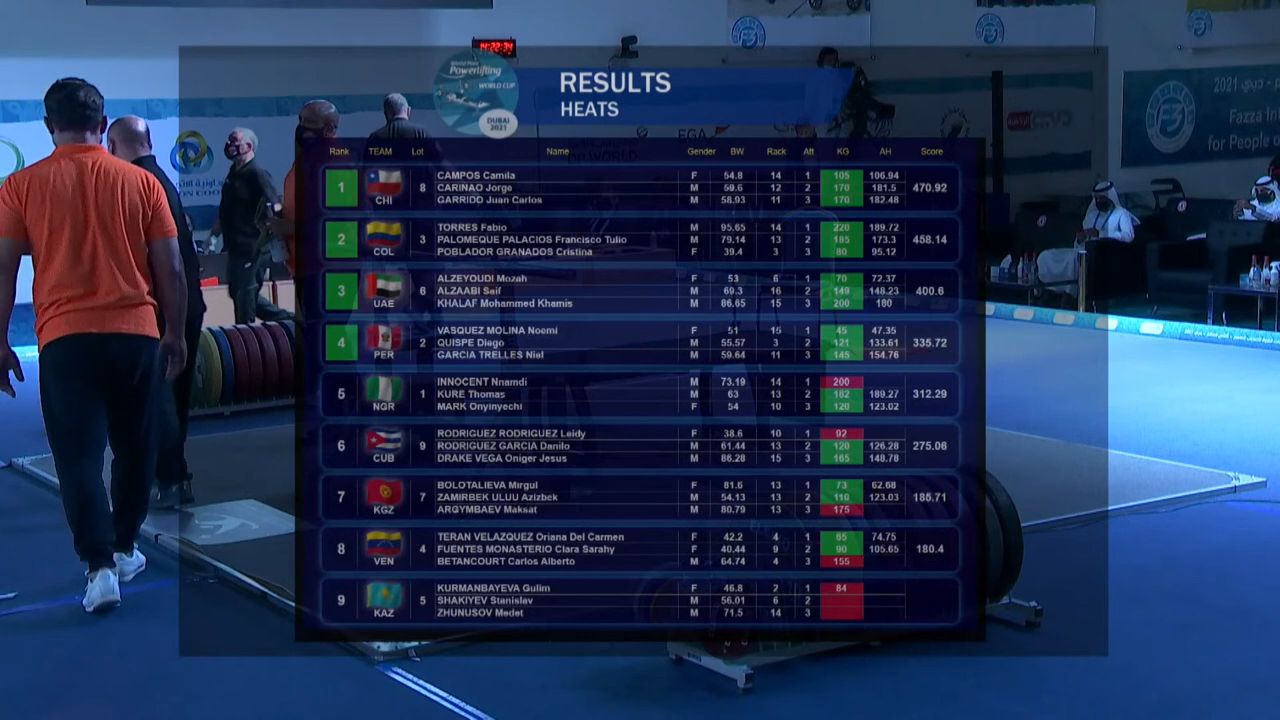 14:22:34
World Para
Powerlifting
WORLD CUP
DUBAI
2021
RESULTS
HEATS
EGA
2021 - دبي
Fazza In
for People o
Rank TEAM Lot Name Gender BW Rack Att KG AH Score
1 CHI 8 470.92
CAMPOS Camila F 54.8 14 1 105 106.94
CARINAO Jorge M 59.6 12 2 170 181.5
GARRIDO Juan Carlos M 58.93 11 3 170 182.48
2 COL 3 458.14
TORRES Fabio M 95.65 14 1 220 189.72
PALOMEQUE PALACIOS Francisco Tulio M 79.14 13 2 185 173.3
POBLADOR GRANADOS Cristina F 39.4 3 3 80 95.12
3 UAE 6 400.6
ALZEYOUDI Mozah F 53 6 1 70 72.37
ALZAABI Saif M 69.3 16 2 149 148.23
KHALAF Mohammed Khamis M 86.65 15 3 200 180
4 PER 2 335.72
VASQUEZ MOLINA Noemi F 51 15 1 45 47.35
QUISPE Diego M 55.57 3 2 121 133.61
GARCIA TRELLES Niel M 59.64 11 3 145 154.76
5 NGR 1 312.29
INNOCENT Nnamdi M 73.19 14 1 200
KURE Thomas M 63 13 2 182 189.27
MARK Onyinyechi F 54 10 3 120 123.02
6 CUB 9 275.06
RODRIGUEZ RODRIGUEZ Leidy F 38.6 10 1 92
RODRIGUEZ GARCIA Danilo M 61.44 13 2 120 126.28
DRAKE VEGA Oniger Jesus M 86.28 15 3 165 148.78
7 KGZ 7 185.71
BOLOTALIEVA Mirgul F 81.6 13 1 73 62.68
ZAMIRBEK ULUU Azizbek M 54.13 13 2 110 123.03
ARGYMBAEV Maksat M 80.79 13 3 175
8 VEN 4 180.4
TERAN VELAZQUEZ Oriana Del Carmen F 42.2 4 1 65 74.75
FUENTES MONASTERIO Clara Sarahy F 40.44 9 2 90 105.65
BETANCOURT Carlos Alberto M 64.74 4 3 155
9 KAZ 5
KURMANBAYEVA Gulim F 46.8 2 1 84
SHAKIYEV Stanislav M 56.01 6 2
ZHUNUSOV Medet M 71.5 14 3